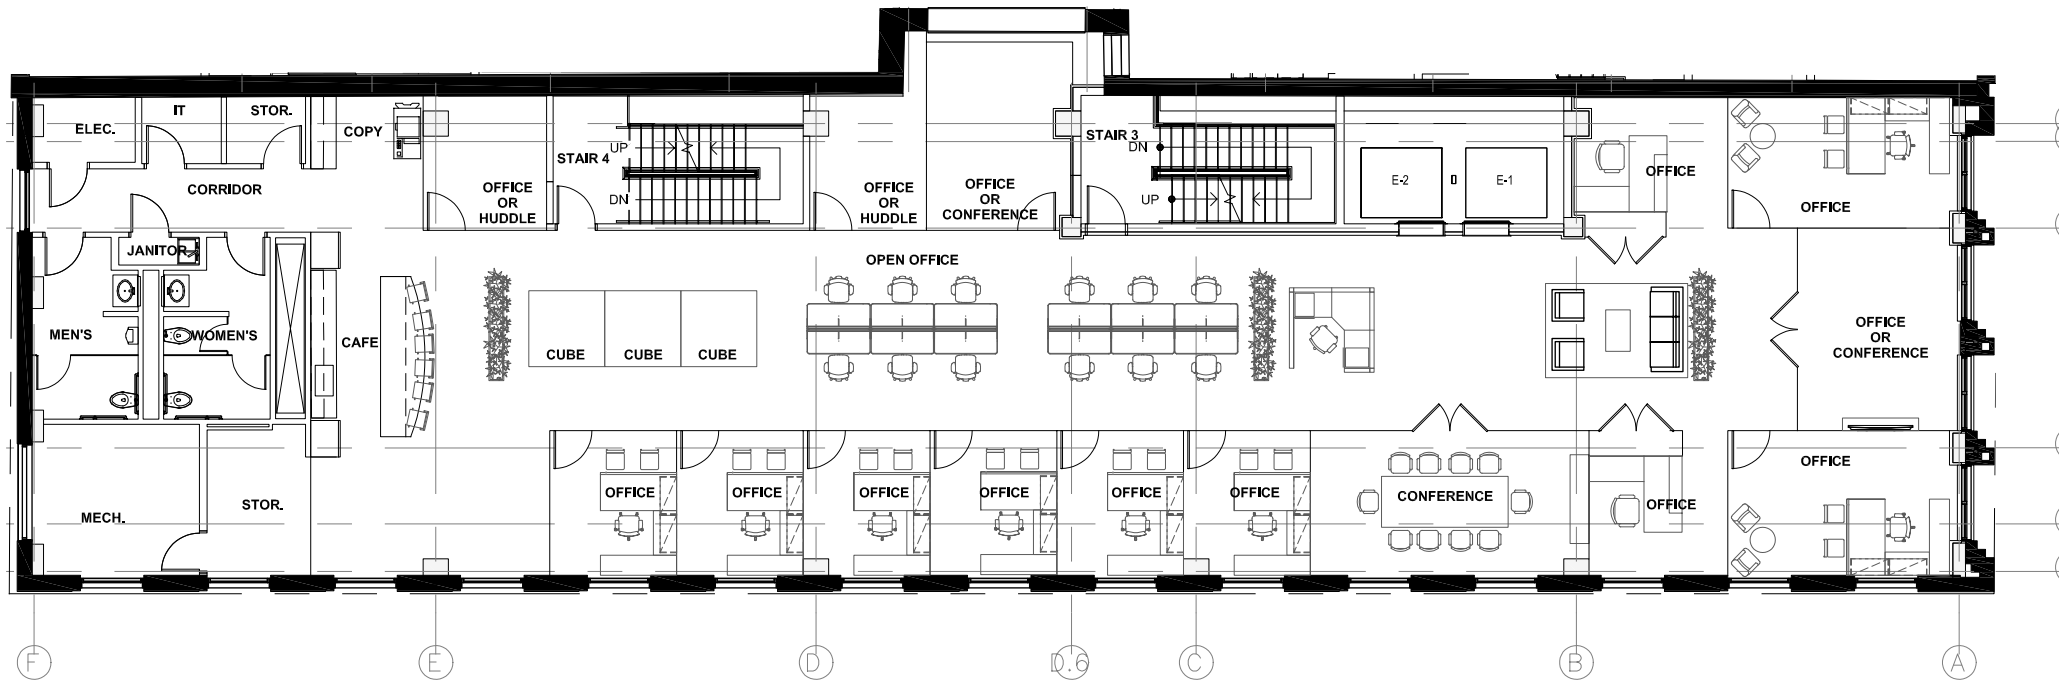 IT
STOR.
ELEC.
COPY
CORRIDOR
JANITOR
MEN'S
WOMEN'S
CAFE
MECH.
STOR.
OFFICE
OR
HUDDLE
STAIR 4
UP
DN
OFFICE
OR
HUDDLE
OFFICE
OR
CONFERENCE
STAIR 3
DN
UP
E-2
E-1
OFFICE
OFFICE
OPEN OFFICE
CUBE
CUBE
CUBE
OFFICE
OR
CONFERENCE
OFFICE
OFFICE
OFFICE
OFFICE
OFFICE
OFFICE
CONFERENCE
OFFICE
OFFICE
F
E
D
D.6
C
B
A